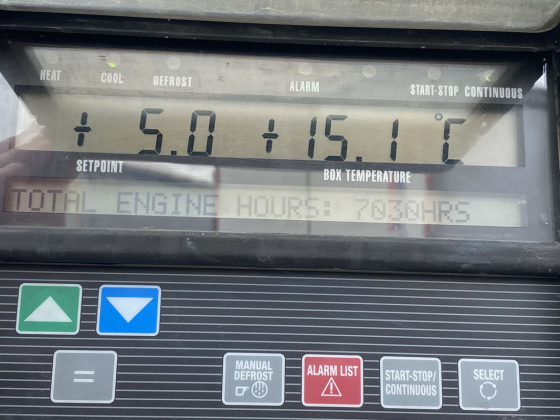 HEAT COOL DEFROST ALARM START-STOP CONTINUOUS
+ 5.0 +15.1 °C
SETPOINT BOX TEMPERATURE
TOTAL ENGINE HOURS: 7030HRS
=
MANUAL DEFROST
ALARM LIST
START-STOP/ CONTINUOUS
SELECT